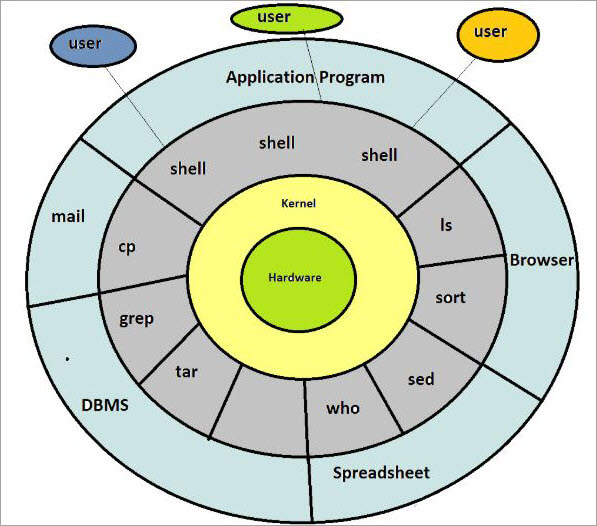 user
user
user
Application Program
shell
shell
shell
mail
Kernel
ls
cp
Browser
Hardware
grep
sort
tar
sed
DBMS
who
Spreadsheet